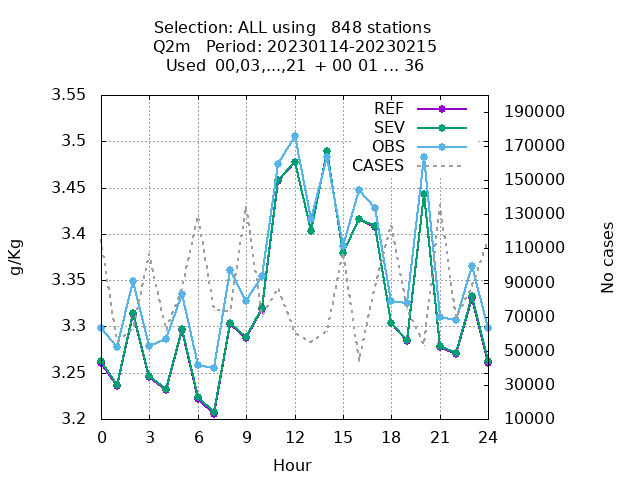 Selection: ALL using   848 stations
Q2m   Period: 20230114-20230215
Used  00,03,...,21  + 00 01 ... 36
3.55
3.5
3.45
3.4
3.35
3.3
3.25
3.2
g/Kg
REF
SEV
OBS
CASES
190000
170000
150000
130000
110000
90000
70000
50000
30000
10000
No cases
0 3 6 9 12 15 18 21 24
Hour